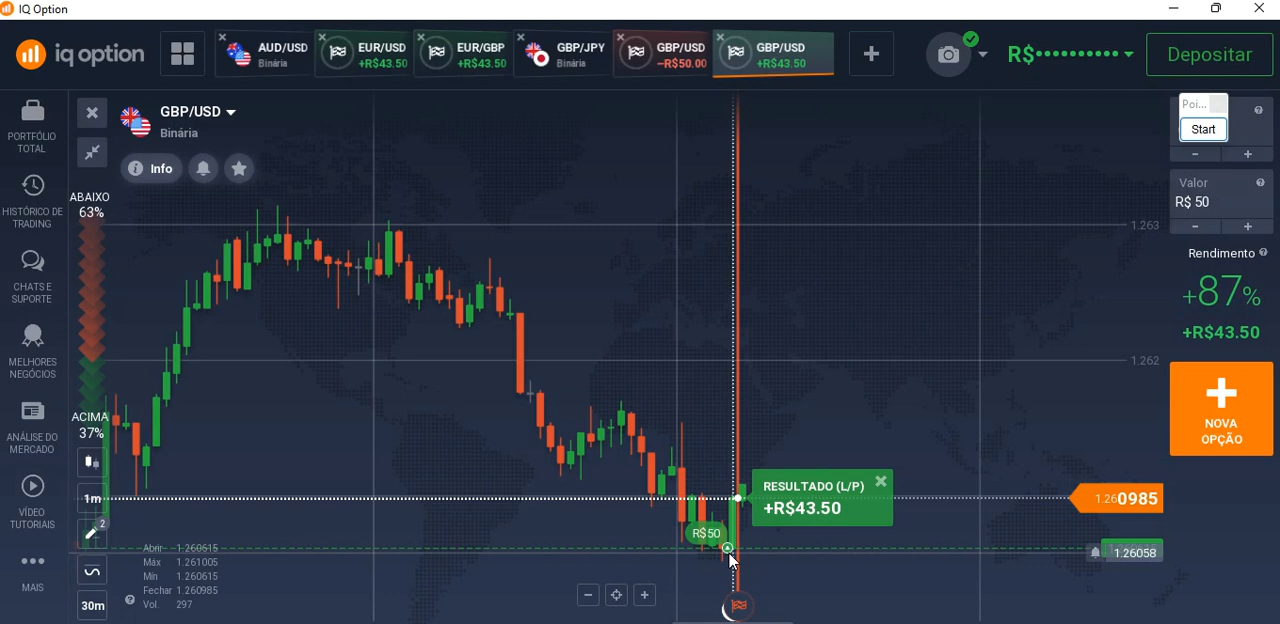 IQ Option
iq option
AUD/USD
Binária
EUR/USD
+R$43.50
EUR/GBP
+R$43.50
GBP/JPY
Binária
GBP/USD
−R$50.00
GBP/USD
+R$43.50
R$••••••••••
Depositar
PORTFÓLIO
TOTAL
HISTÓRICO DE
TRADING
CHATS E
SUPORTE
MELHORES
NEGÓCIOS
ANÁLISE DO
MERCADO
VÍDEO
TUTORIAIS
MAIS
GBP/USD
Binária
Info
ABAIXO
63%
ACIMA
37%
1m
2
30m
Abrir 1.260615
Máx 1.261005
Mín 1.260615
Fechar 1.260985
Vol. 297
R$50
RESULTADO (L/P)
+R$43.50
1.263
1.262
1.260985
1.26058
Poi...
Start
Valor
R$ 50
Rendimento
+87%
+R$43.50
NOVA
OPÇÃO